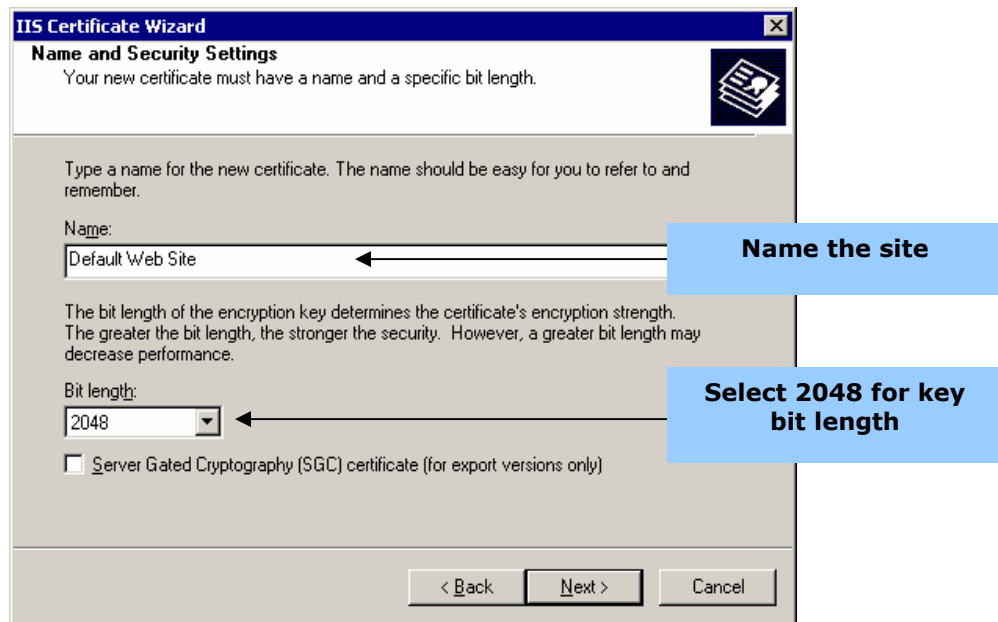 IIS Certificate Wizard
Name and Security Settings
Your new certificate must have a name and a specific bit length.
Type a name for the new certificate. The name should be easy for you to refer to and
remember.
Name:
Default Web Site
Name the site
The bit length of the encryption key determines the certificate's encryption strength.
The greater the bit length, the stronger the security. However, a greater bit length may
decrease performance.
Bit length:
2048
Select 2048 for key
bit length
Server Gated Cryptography (SGC) certificate (for export versions only)
< Back
Next >
Cancel